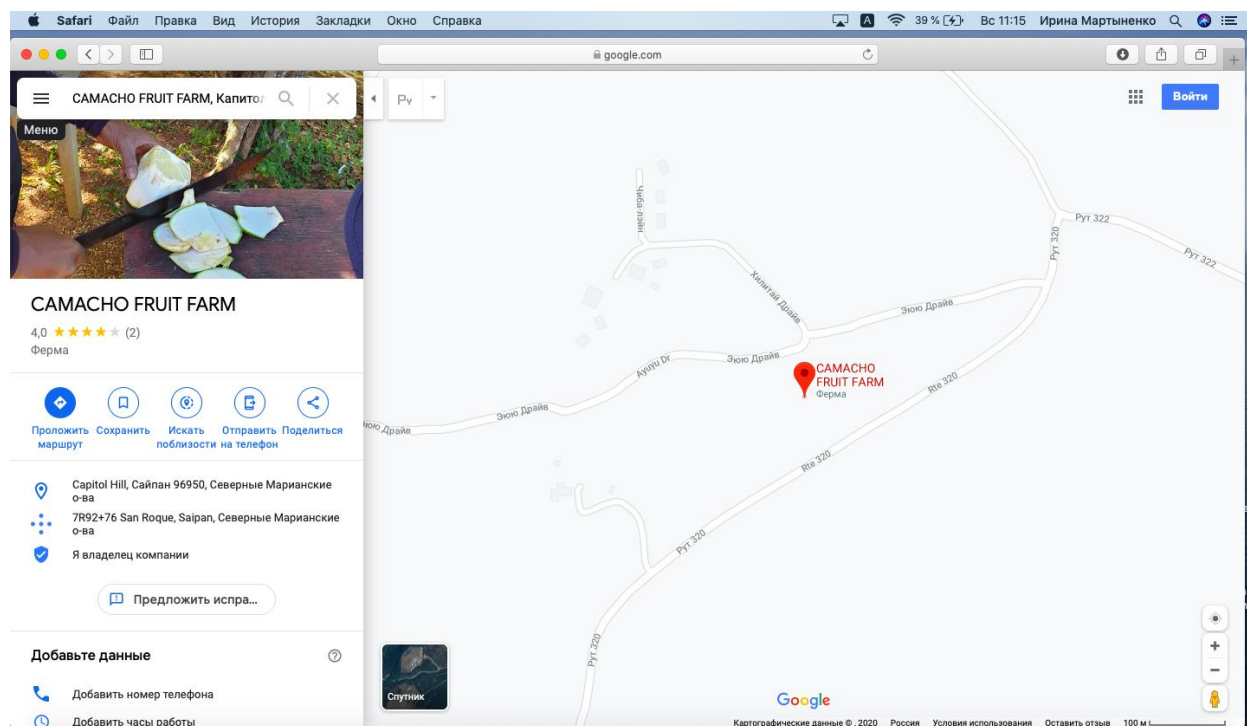 Safari Файл Правка Вид История Закладки Окно Справка
A 39 % Вс 11:15 Ирина Мартыненко
google.com
CAMACHO FRUIT FARM, Капитол
Ру
Войти
Меню
CAMACHO FRUIT FARM
4,0 ★★★★★ (2)
Ферма
Проложить маршрут
Сохранить
Искать поблизости
Отправить на телефон
Поделиться
Capitol Hill, Сайпан 96950, Северные Марианские
о-ва
7R92+76 San Roque, Saipan, Северные Марианские
о-ва
Я владелец компании
Предложить испра...
Добавьте данные
Добавить номер телефона
Добавить часы работы
Рут 322
Рут 322
Рут 320
Хилитай Драйв
Эюю Драйв
Эюю Драйв
Ayuyu Dr
Эюю Драйв
Драйв
CAMACHO
FRUIT FARM
Ферма
Rte 320
Rte 320
Рут 320
Рут 320
Спутник
Google
Картографические данные © , 2020 Россия Условия использования Оставить отзыв 100 м